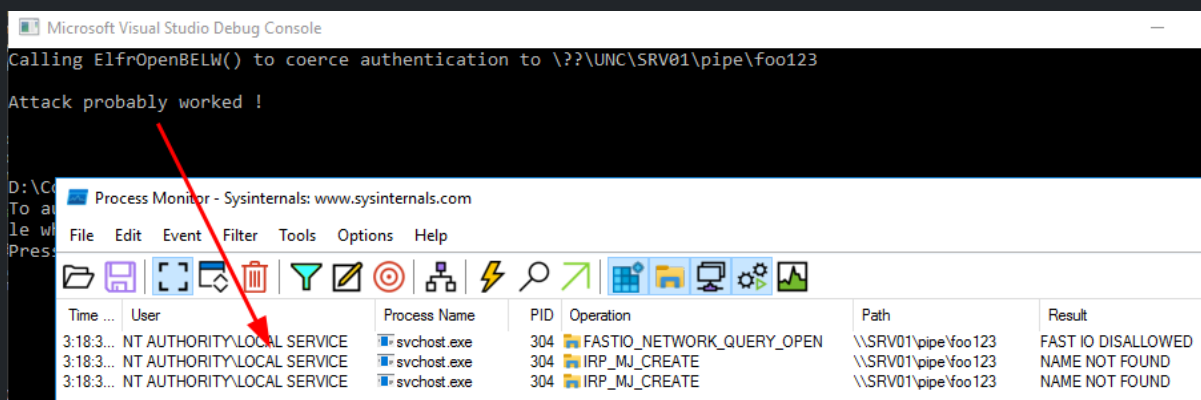 Microsoft Visual Studio Debug Console
Calling ElfrOpenBELW() to coerce authentication to \??\UNC\SRV01\pipe\foo123
Attack probably worked !
D:\Co
To au
le wh
Press
Process Monitor - Sysinternals: www.sysinternals.com
File Edit Event Filter Tools Options Help
Time ... User Process Name PID Operation Path Result
3:18:3... NT AUTHORITY\LOCAL SERVICE svchost.exe 304 FASTIO_NETWORK_QUERY_OPEN \\SRV01\pipe\foo123 FAST IO DISALLOWED
3:18:3... NT AUTHORITY\LOCAL SERVICE svchost.exe 304 IRP_MJ_CREATE \\SRV01\pipe\foo123 NAME NOT FOUND
3:18:3... NT AUTHORITY\LOCAL SERVICE svchost.exe 304 IRP_MJ_CREATE \\SRV01\pipe\foo123 NAME NOT FOUND